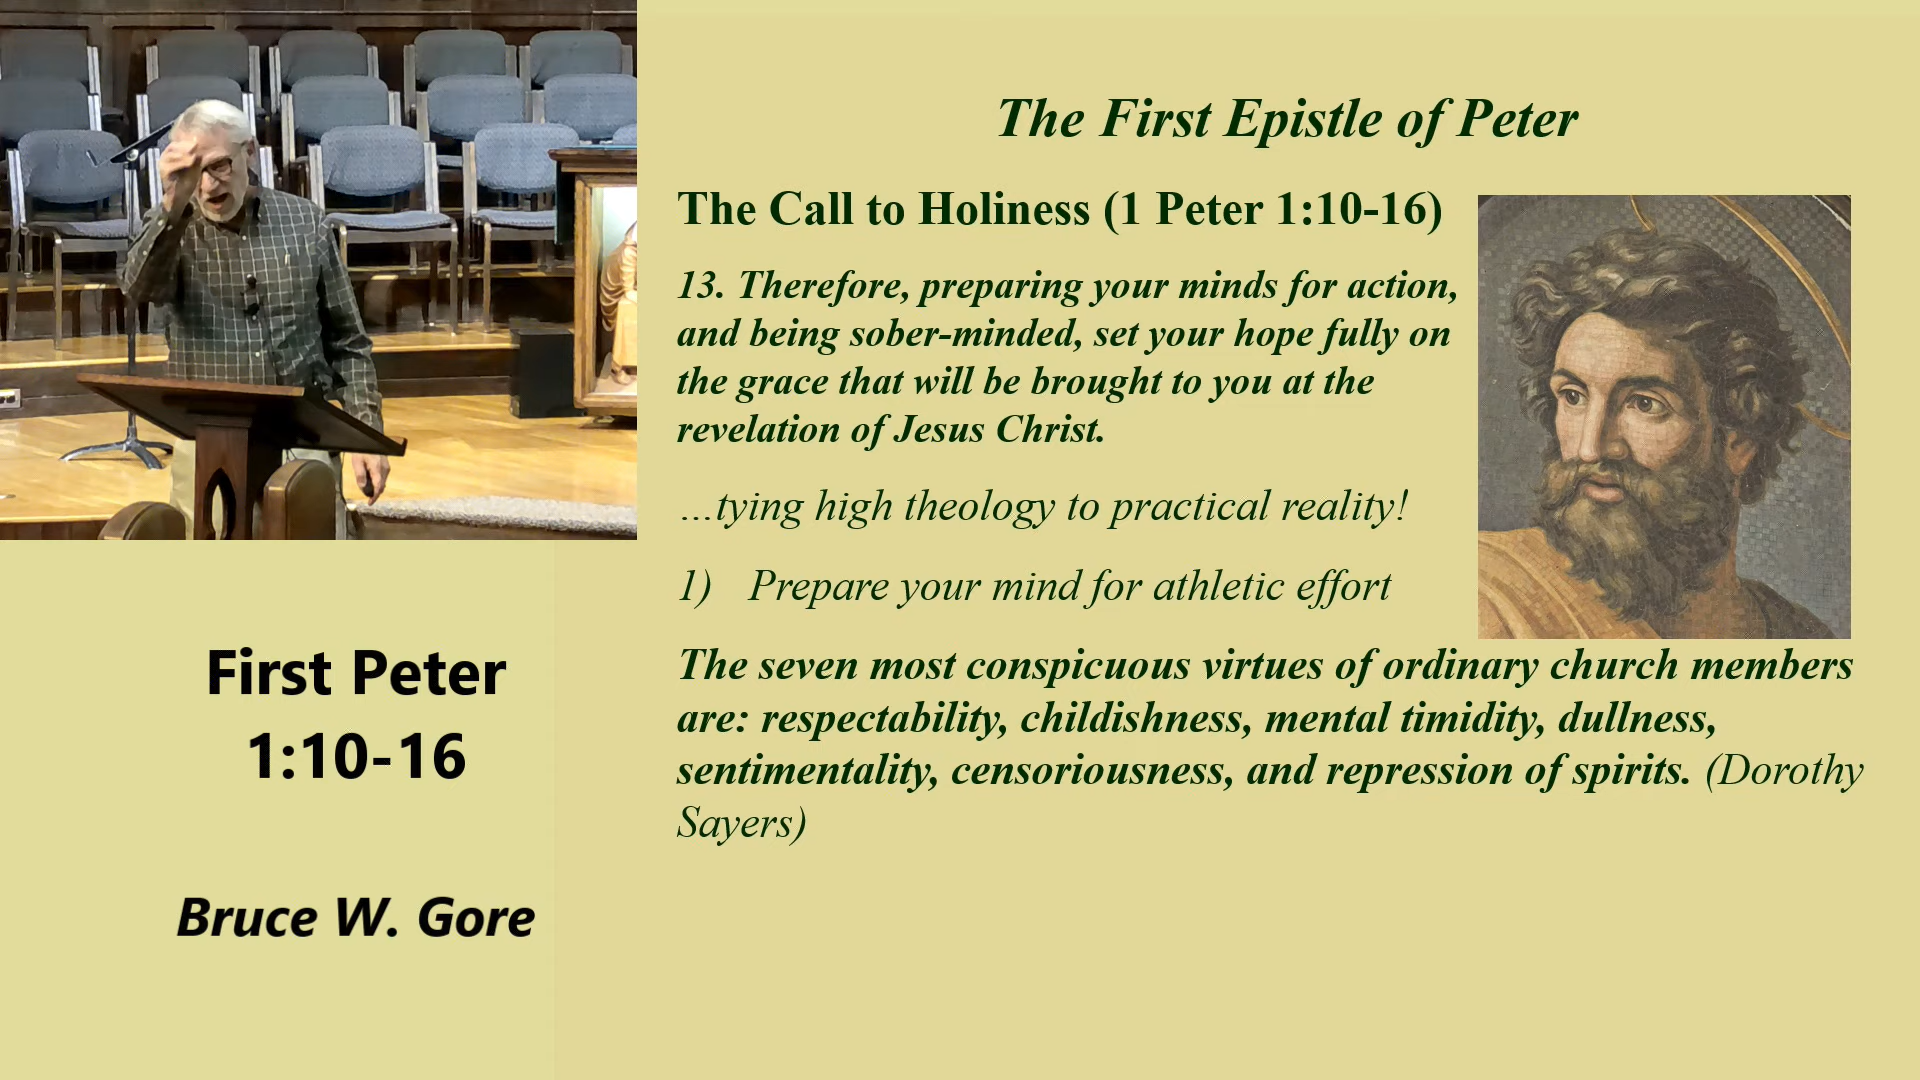 The First Epistle of Peter
The Call to Holiness (1 Peter 1:10-16)
13. Therefore, preparing your minds for action,
and being sober-minded, set your hope fully on
the grace that will be brought to you at the
revelation of Jesus Christ.
...tying high theology to practical reality!
1) Prepare your mind for athletic effort
The seven most conspicuous virtues of ordinary church members
are: respectability, childishness, mental timidity, dullness,
sentimentality, censoriousness, and repression of spirits. (Dorothy
Sayers)
First Peter
1:10-16
Bruce W. Gore